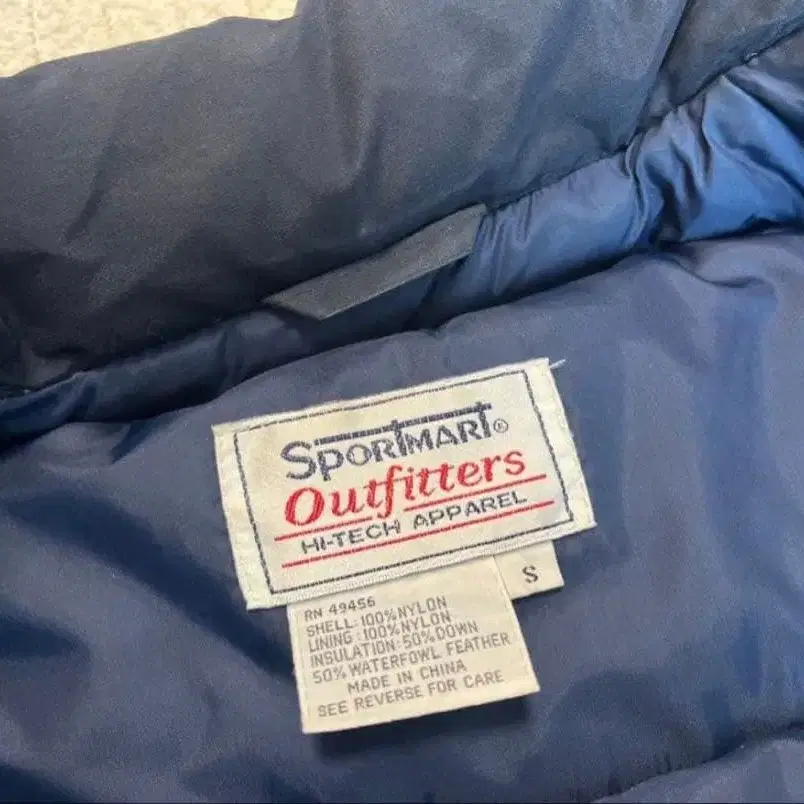 SPORTMART®
Outfitters
HI-TECH APPAREL
S
RN 49456
SHELL: 100% NYLON
LINING: 100% NYLON
INSULATION: 50% DOWN
50% WATERFOWL FEATHER
MADE IN CHINA
SEE REVERSE FOR CARE